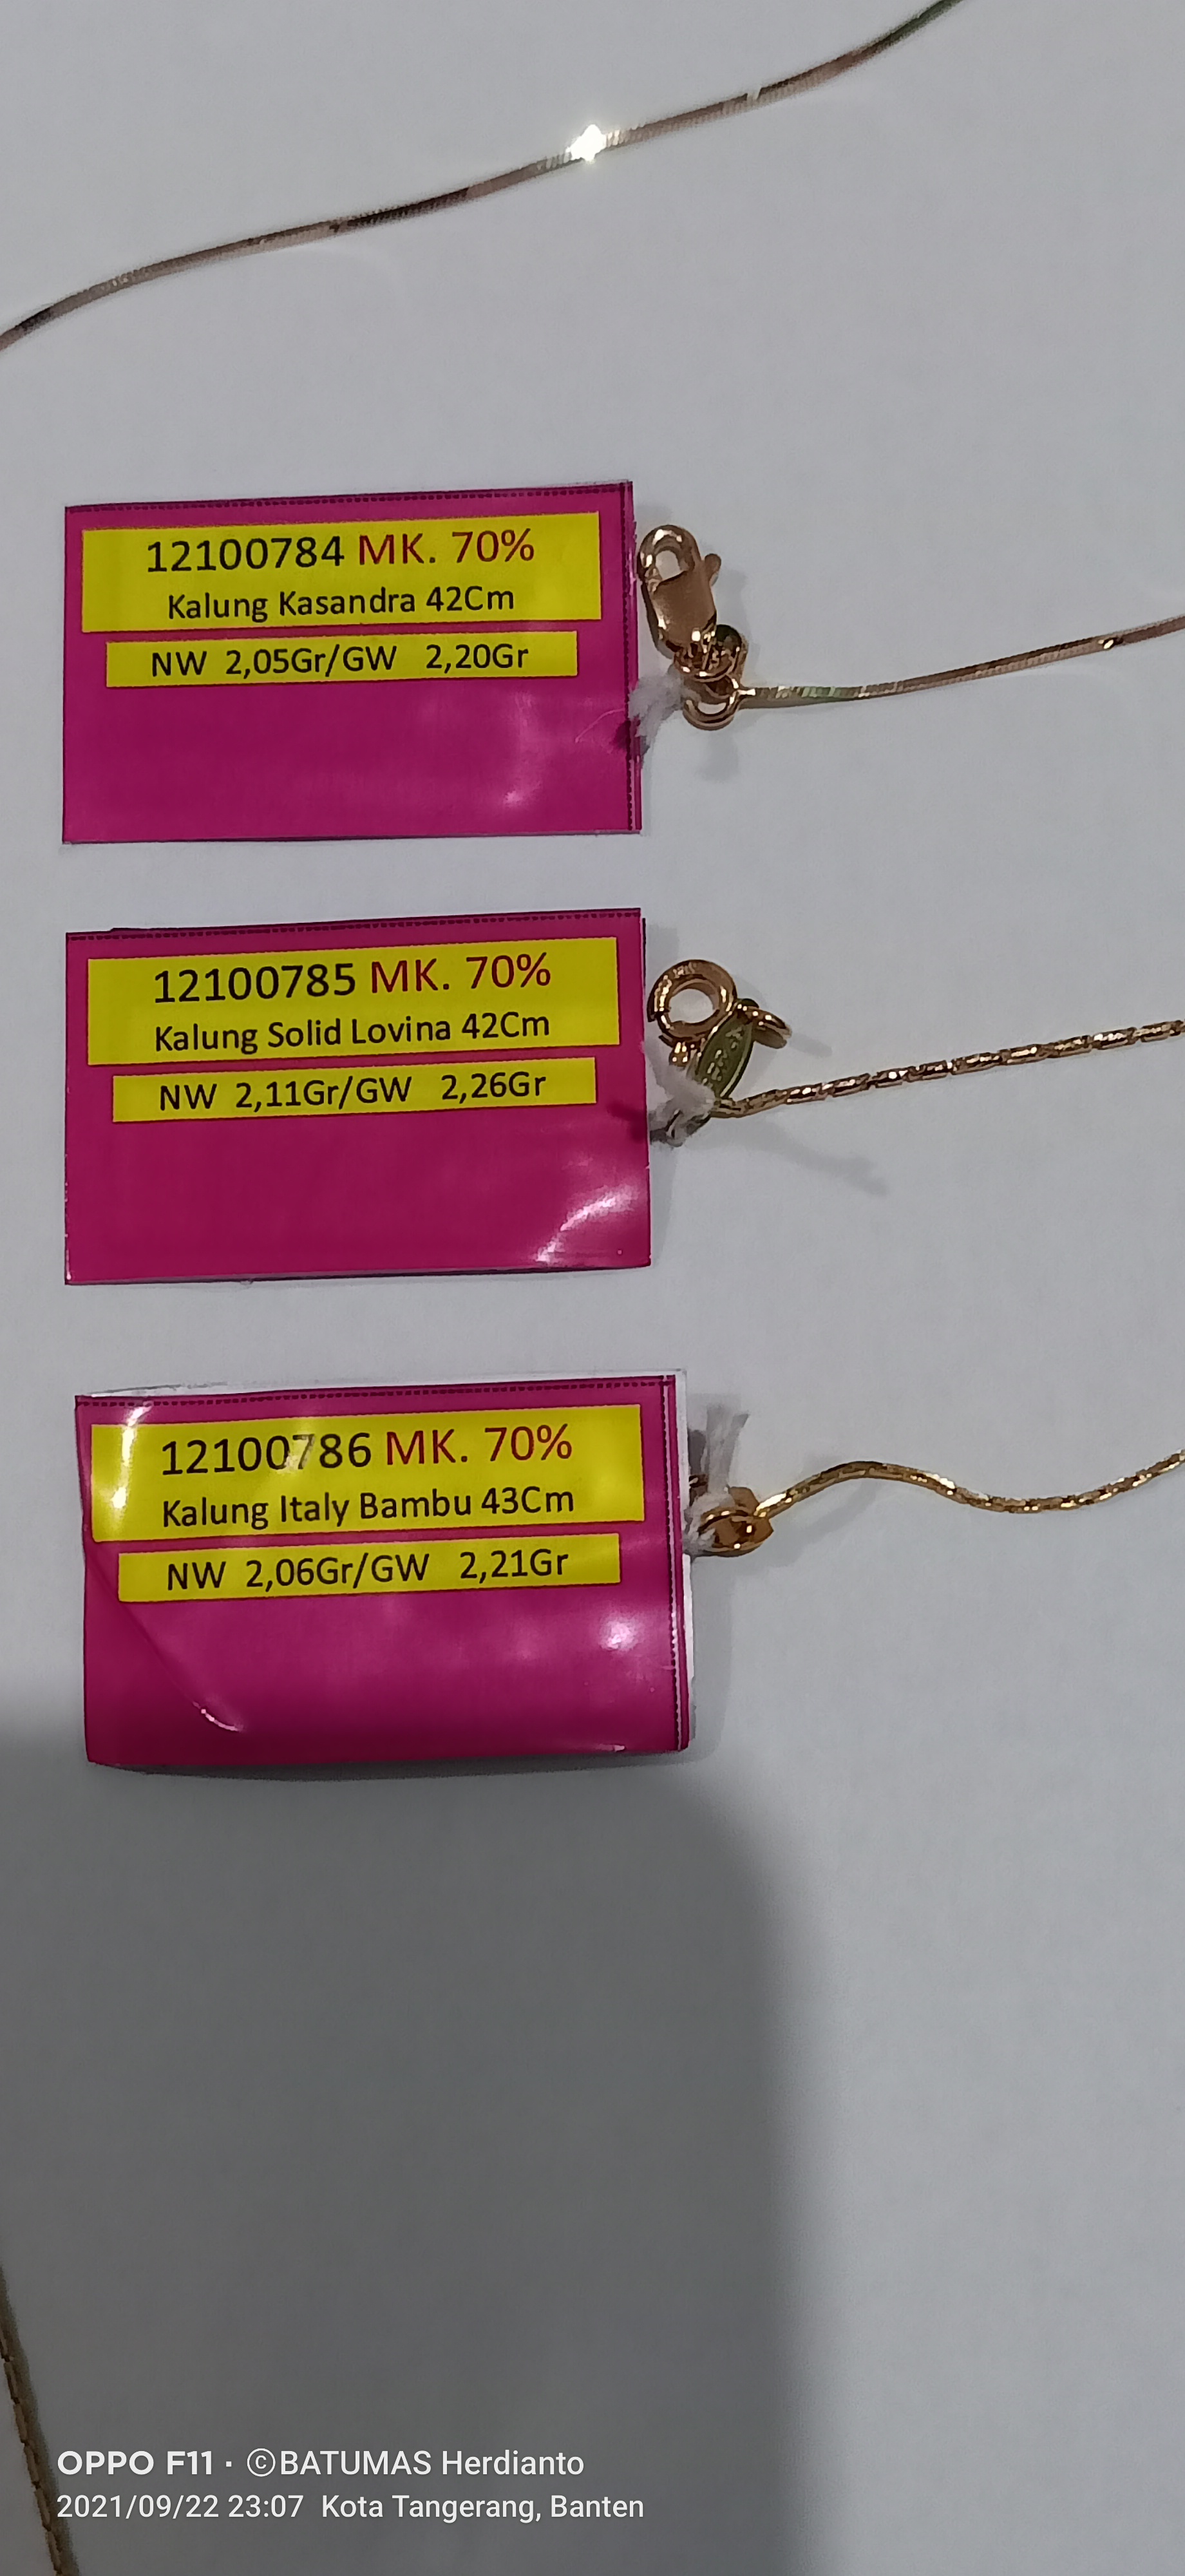 12100784 MK. 70%
Kalung Kasandra 42Cm
NW 2,05Gr/GW 2,20Gr
12100785 MK. 70%
Kalung Solid Lovina 42Cm
NW 2,11Gr/GW 2,26Gr
12100786 MK. 70%
Kalung Italy Bambu 43Cm
NW 2,06Gr/GW 2,21Gr
OPPO F11 · ©BATUMAS Herdianto
2021/09/22 23:07 Kota Tangerang, Banten